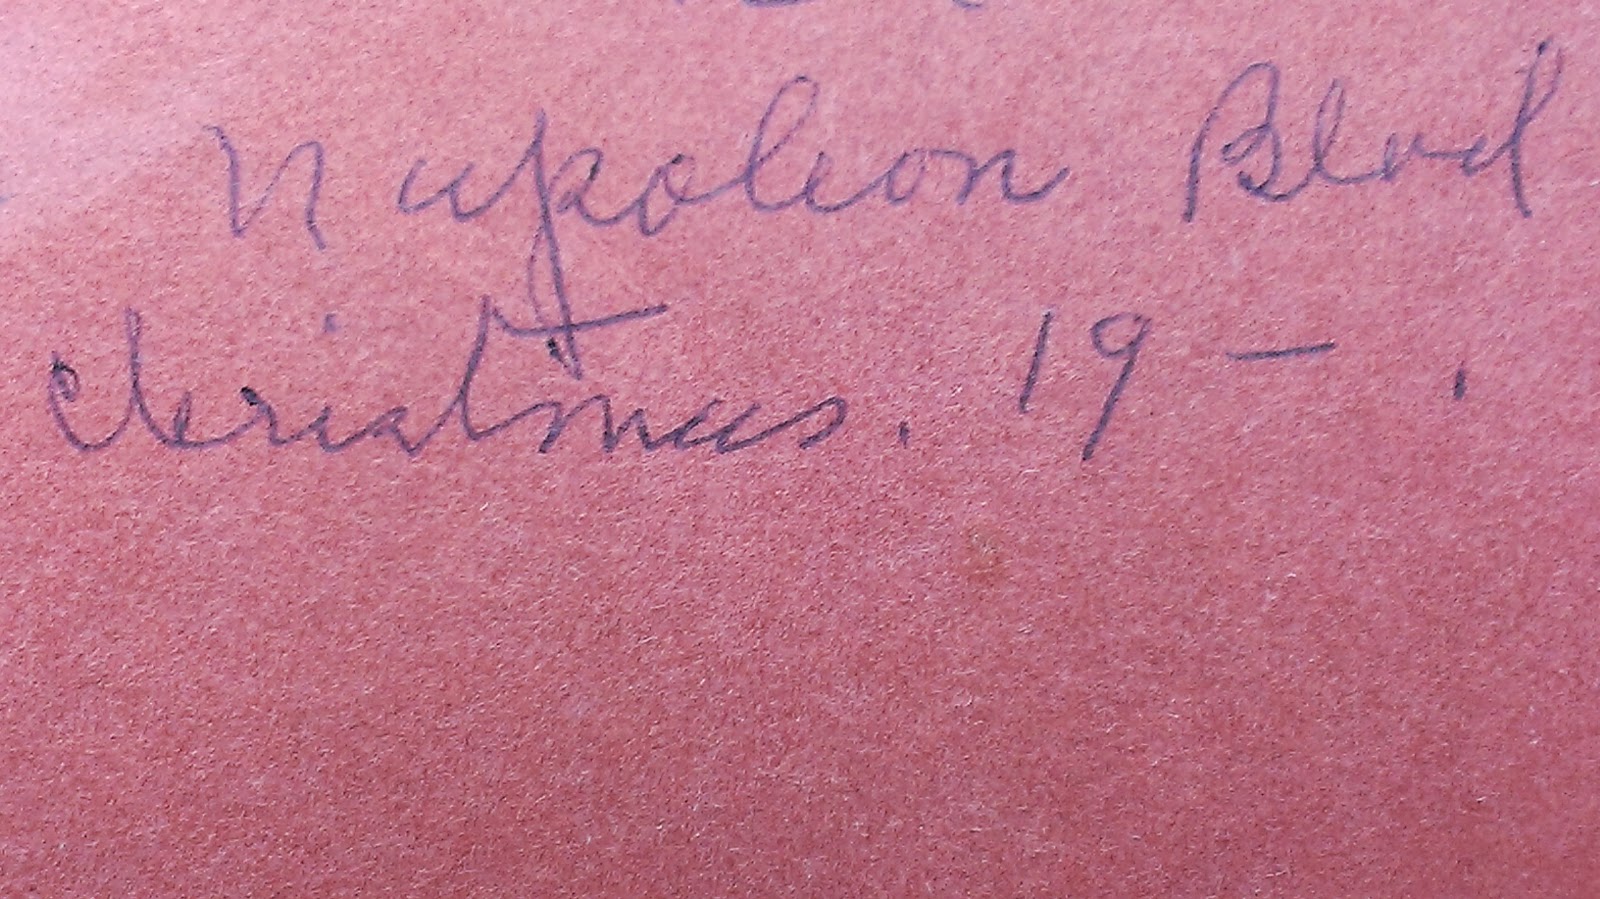 Napoleon Blvd
Christmas. 19 – .